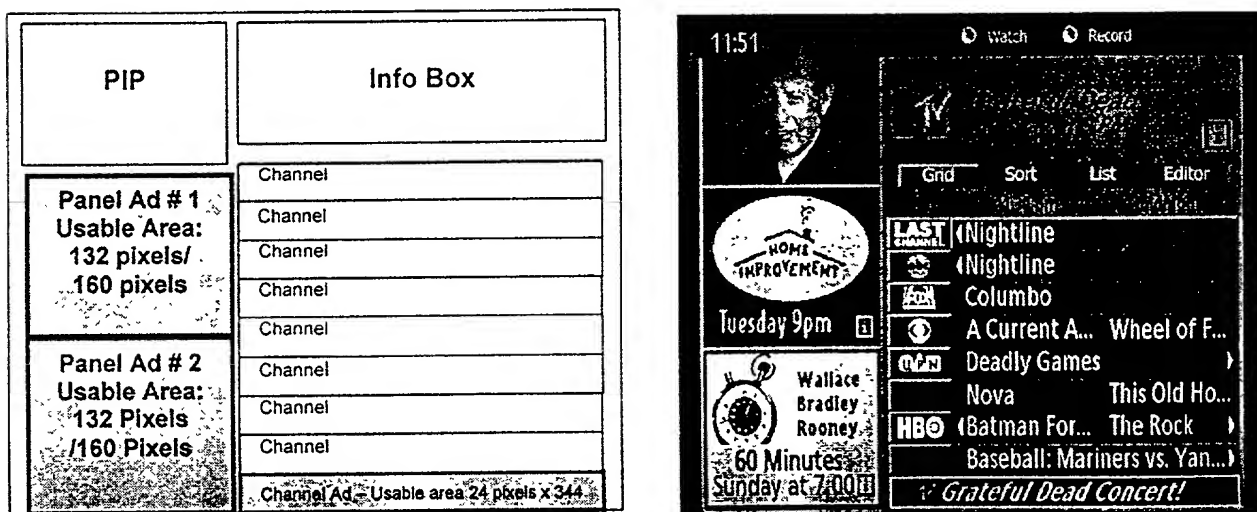 PIP
Info Box
Panel Ad # 1
Usable Area:
132 pixels/
160 pixels
Panel Ad # 2
Usable Area:
132 Pixels
/160 Pixels
Channel
Channel
Channel
Channel
Channel
Channel
Channel
Channel
Channel Ad – Usable area 24 pixels x 344
11:51
Watch Record
Grid Sort List Editor
HOME
IMPROVEMENT
Tuesday 9pm i
Wallace
Bradley
Rooney
60 Minutes
Sunday at 7:00 i
LAST
CHANNEL
Nightline
Nightline
FOX
Columbo
A Current A... Wheel of F...
UPN
Deadly Games
Nova This Old Ho...
HBO
Batman For... The Rock
Baseball: Mariners vs. Yan...
Grateful Dead Concert!